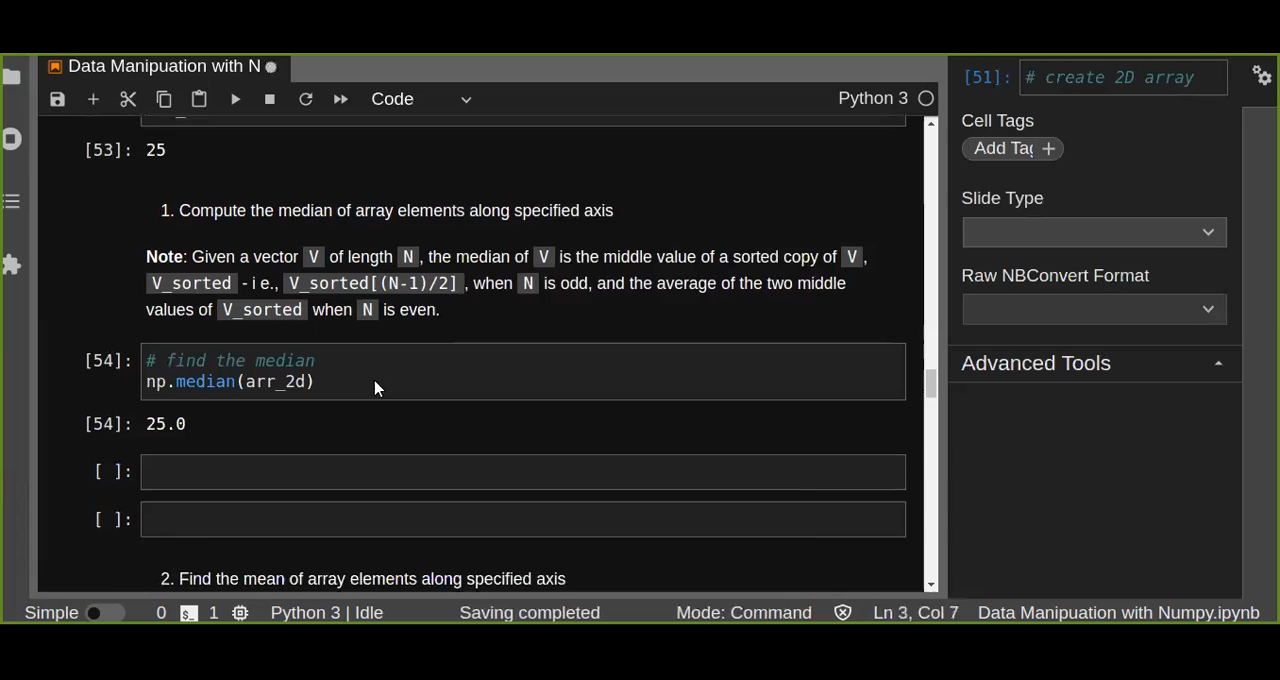 Data Manipuation with N
Code
Python 3
[53]: 25
1. Compute the median of array elements along specified axis
Note: Given a vector V of length N, the median of V is the middle value of a sorted copy of V,
V_sorted - i e., V_sorted[(N-1)/2], when N is odd, and the average of the two middle
values of V_sorted when N is even.
[54]: # find the median
np.median(arr_2d)
[54]: 25.0
[ ]:
[ ]:
2. Find the mean of array elements along specified axis
[51]: # create 2D array
Cell Tags
Add Tag +
Slide Type
Raw NBConvert Format
Advanced Tools
Simple 0 $_ 1 Python 3 | Idle Saving completed Mode: Command Ln 3, Col 7 Data Manipuation with Numpy.ipynb